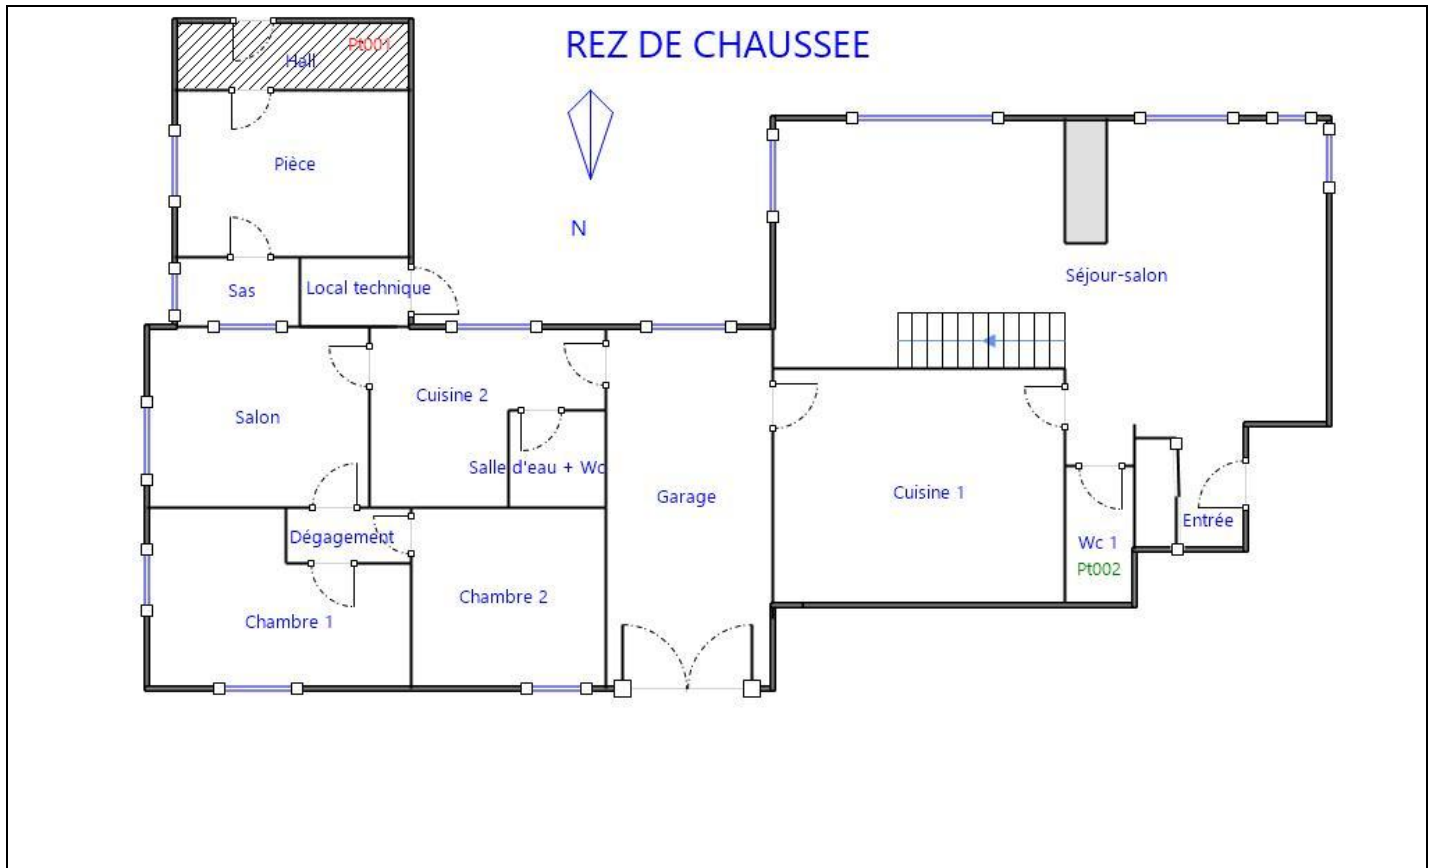 REZ DE CHAUSSEE
Pt001
Hall
Pièce
N
Séjour-salon
Sas
Local technique
Cuisine 2
Salon
Salle d'eau + Wc
Garage
Cuisine 1
Entrée
Dégagement
Wc 1
Pt002
Chambre 2
Chambre 1